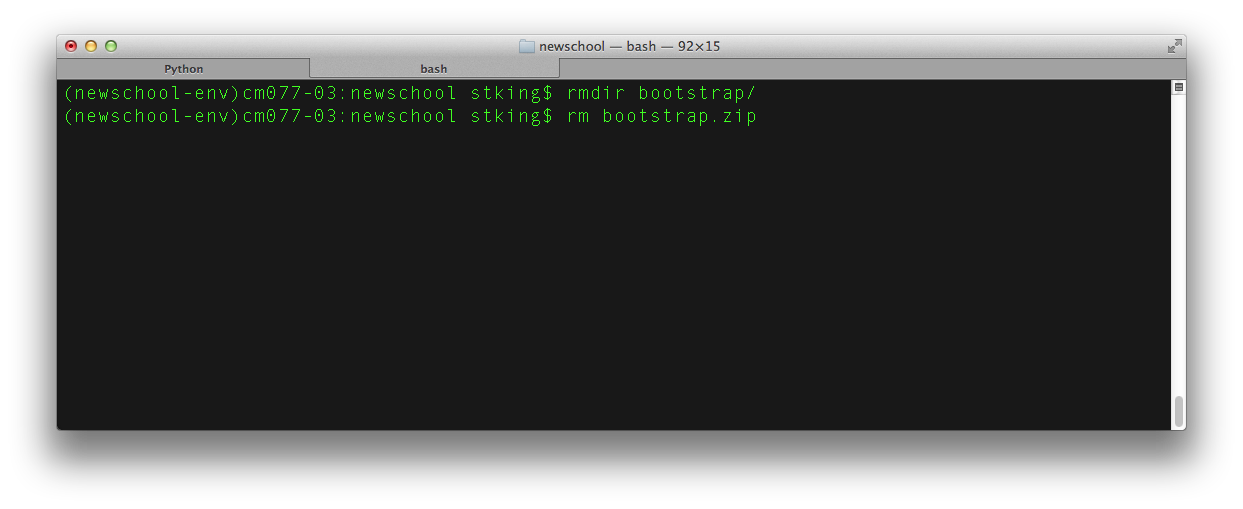 newschool — bash — 92×15
Python bash
(newschool-env)cm077-03:newschool stking$ rmdir bootstrap/
(newschool-env)cm077-03:newschool stking$ rm bootstrap.zip